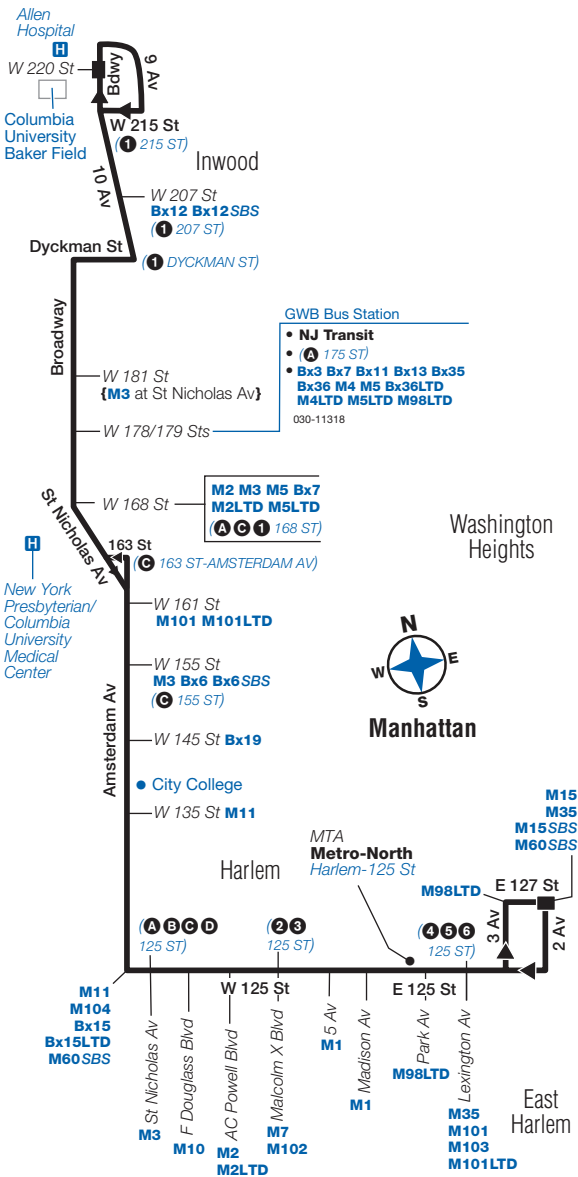 Allen
Hospital
H
W 220 St
Bdwy
9 Av
Columbia
University
Baker Field
W 215 St
(1 215 ST)
Inwood
10 Av
W 207 St
Bx12 Bx12SBS
(1 207 ST)
Dyckman St
(1 DYCKMAN ST)
Broadway
GWB Bus Station
• NJ Transit
• (A 175 ST)
• Bx3 Bx7 Bx11 Bx13 Bx35
Bx36 M4 M5 Bx36LTD
M4LTD M5LTD M98LTD
030-11318
W 181 St
{M3 at St Nicholas Av}
W 178/179 Sts
St Nicholas Av
W 168 St
M2 M3 M5 Bx7
M2LTD M5LTD
(A C 1 168 ST)
Washington
Heights
H
163 St
(C 163 ST-AMSTERDAM AV)
New York
Presbyterian/
Columbia
University
Medical
Center
W 161 St
M101 M101LTD
W 155 St
M3 Bx6 Bx6SBS
(C 155 ST)
N
W E
S
Manhattan
Amsterdam Av
W 145 St Bx19
City College
W 135 St M11
M15
M35
M15SBS
M60SBS
MTA
Metro-North
Harlem-125 St
Harlem
M98LTD
E 127 St
3 Av
2 Av
(A B C D
125 ST)
(2 3
125 ST)
(4 5 6
125 ST)
W 125 St
E 125 St
M11
M104
Bx15
Bx15LTD
M60SBS
St Nicholas Av
M3
F Douglass Blvd
M10
AC Powell Blvd
M2
M2LTD
Malcolm X Blvd
M7
M102
5 Av
M1
Madison Av
M1
Park Av
M98LTD
Lexington Av
M35
M101
M103
M101LTD
East
Harlem